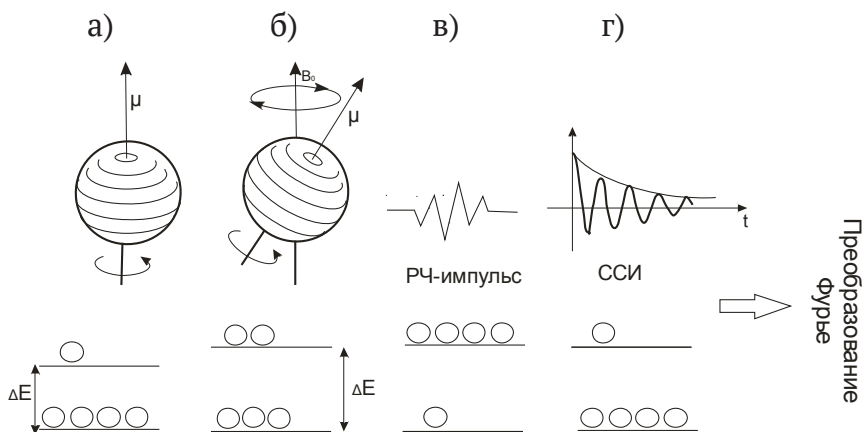 а) б) в) г)
μ
B₀
μ
t
РЧ-импульс
ССИ
ΔE
ΔE
Преобразование
Фурье